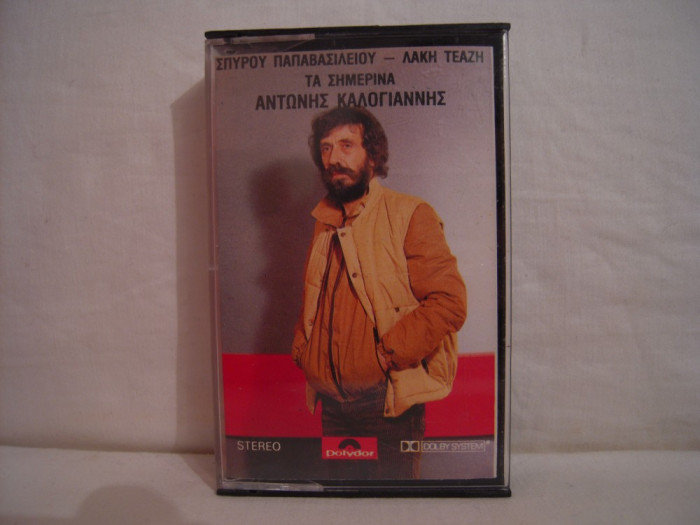 ΣΠΥΡΟΥ ΠΑΠΑΒΑΣΙΛΕΙΟΥ – ΛΑΚΗ ΤΕΑΖΗ
ΤΑ ΣΗΜΕΡΙΝΑ
ΑΝΤΩΝΗΣ ΚΑΛΟΓΙΑΝΝΗΣ
STEREO
Polydor
DOLBY SYSTEM